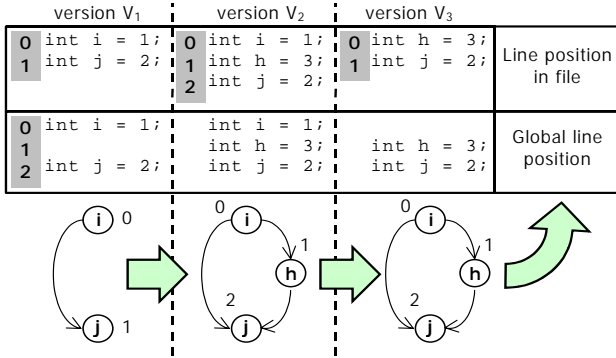 version V1 version V2 version V3
0 int i = 1; 0 int i = 1; 0 int h = 3;
1 int j = 2; 1 int h = 3; 1 int j = 2;
2 int j = 2;
Line position
in file
0 int i = 1; int i = 1;
1 int h = 3; int h = 3;
2 int j = 2; int j = 2; int j = 2;
Global line
position
i 0 0 i 0 i
1 h 1 h
j 1 2 j 2 j